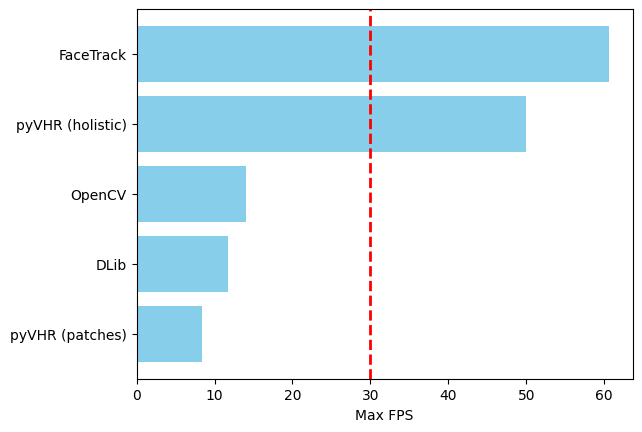 FaceTrack
pyVHR (holistic)
OpenCV
DLib
pyVHR (patches)
0 10 20 30 40 50 60
Max FPS